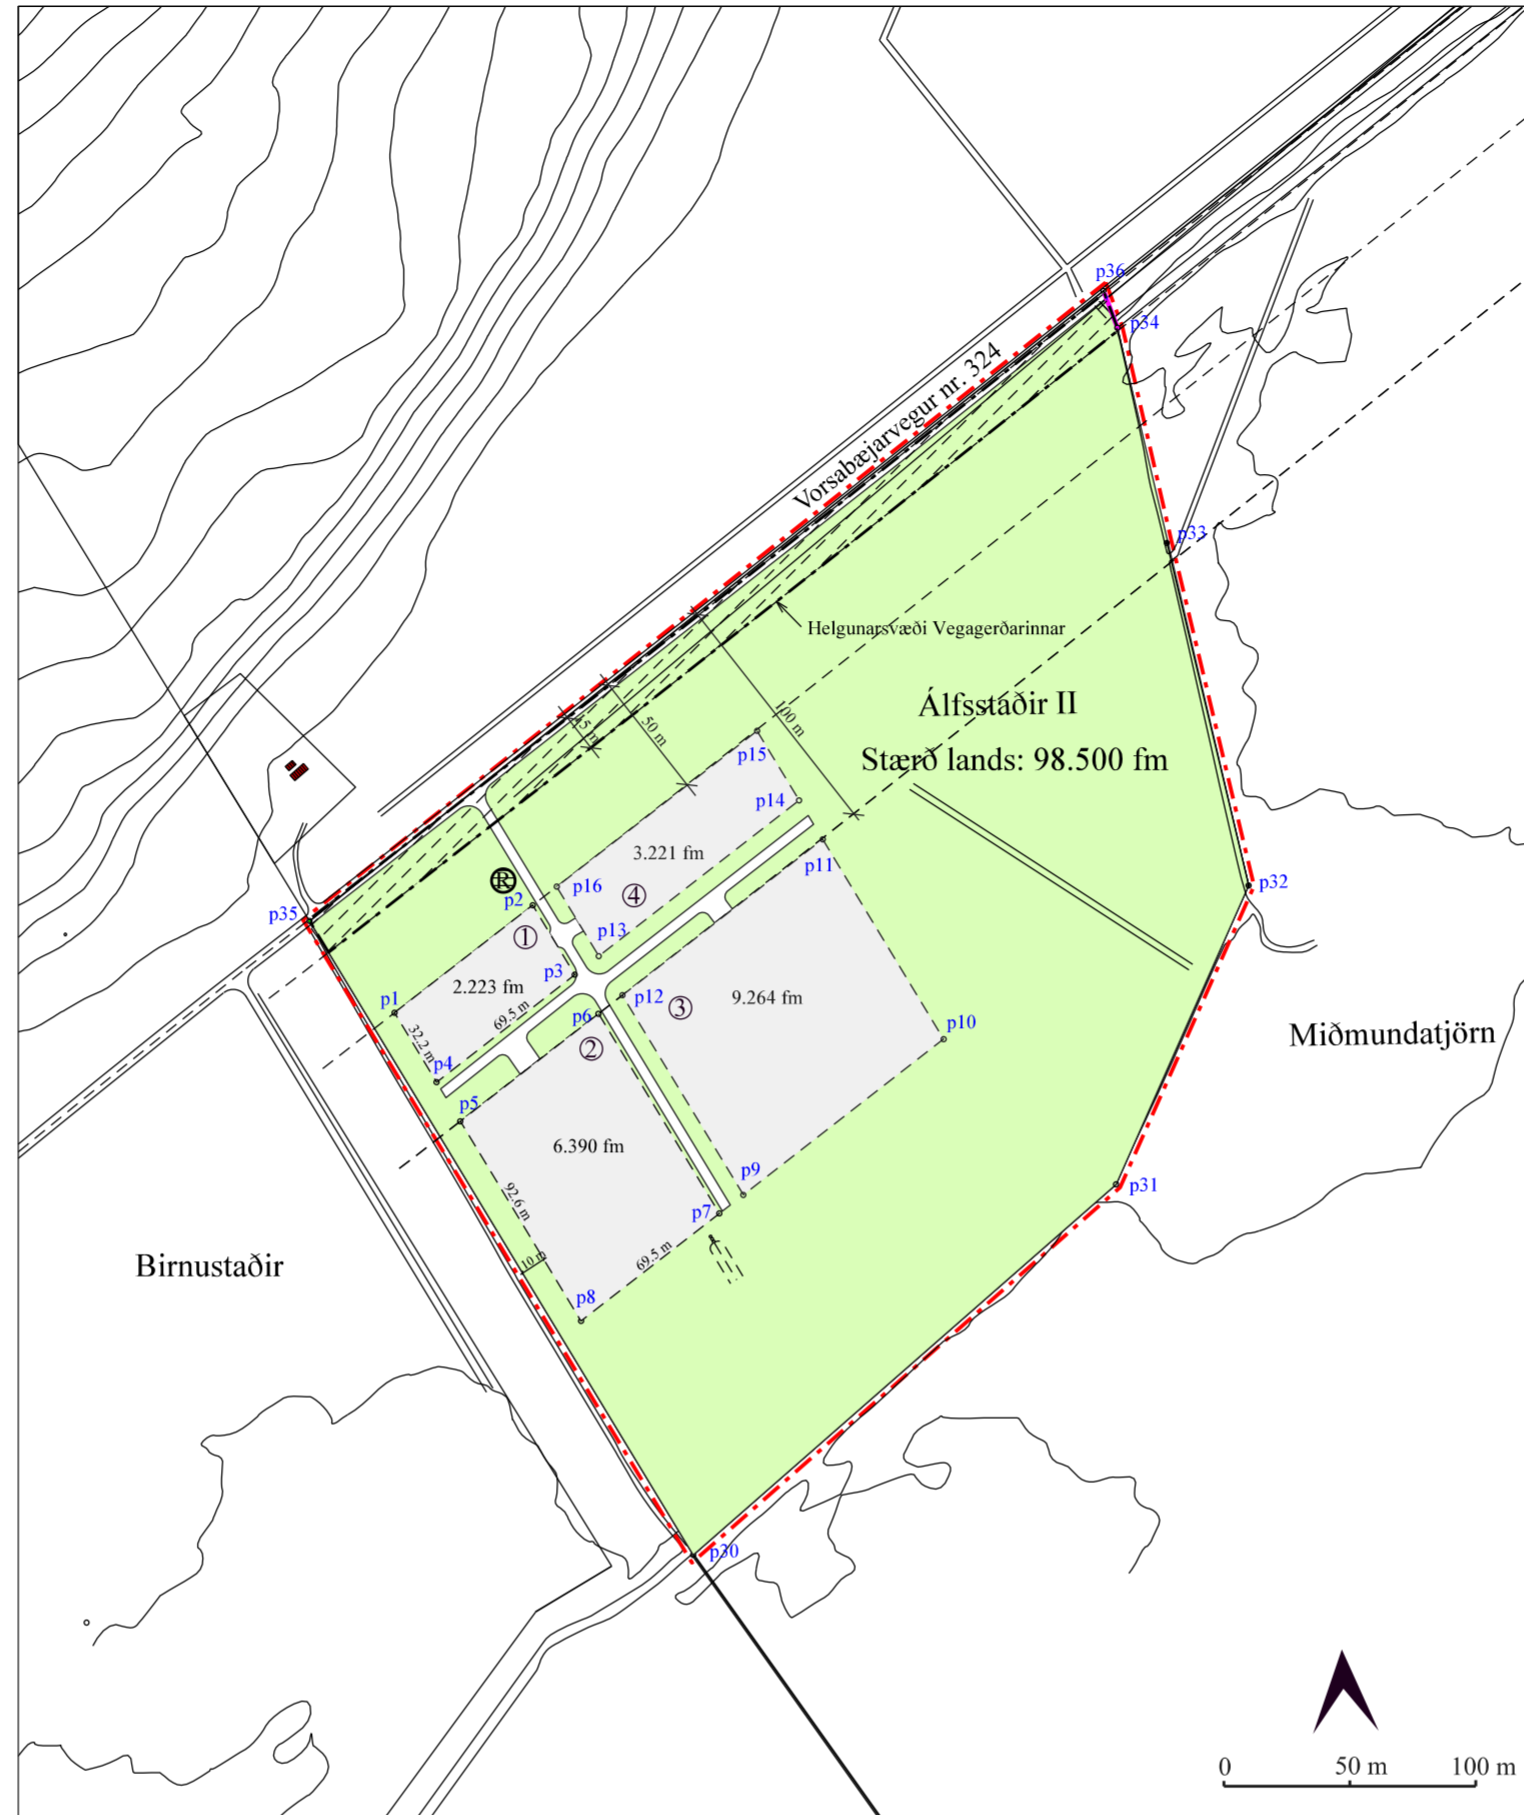 p36
p34
Vorsabæjarvegur nr. 324
p33
Helgunarsvæði Vegagerðarinnar
Álfsstaðir II
Stærð lands: 98.500 fm
15 m
50 m
100 m
p15
p14
p11
3.221 fm
p16
④
p13
®
p2
①
p35
p32
p3
2.223 fm
69.5 m
p1
32.2 m
p4
p12
③
9.264 fm
p6
②
p10
Miðmundatjörn
p5
6.390 fm
92.6 m
p9
p31
p7
69.5 m
10 m
Birnustaðir
p8
p30
0 50 m 100 m